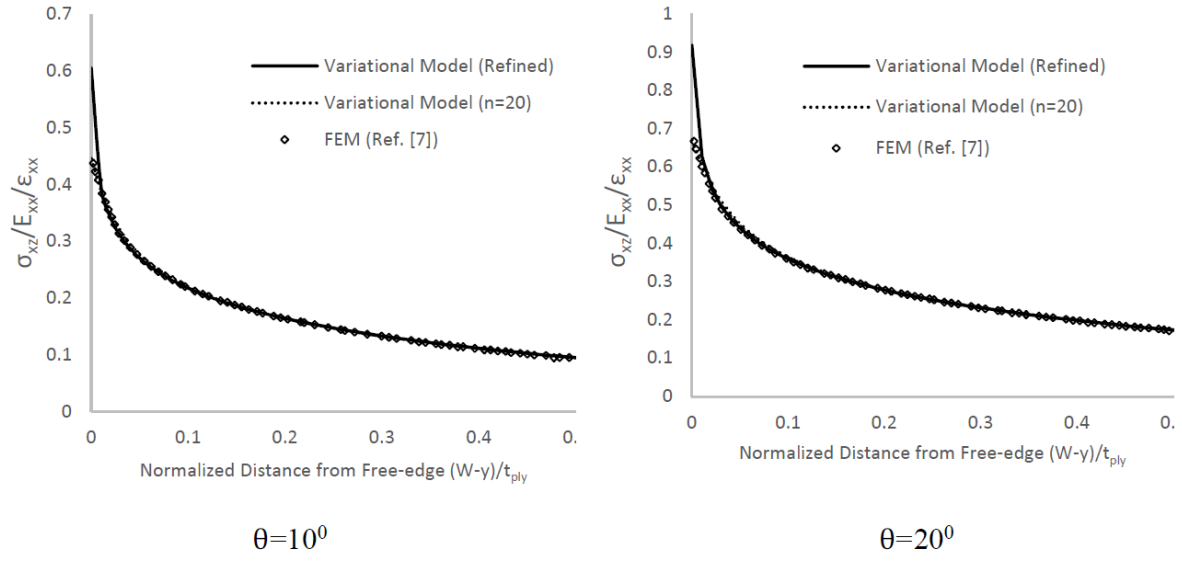 0.7
0.6
0.5
0.4
0.3
0.2
0.1
0
σxz/Exx/εxx
Variational Model (Refined)
Variational Model (n=20)
FEM (Ref. [7])
0 0.1 0.2 0.3 0.4 0.
Normalized Distance from Free-edge (W-y)/tply
θ=10⁰
1
0.9
0.8
0.7
0.6
0.5
0.4
0.3
0.2
0.1
0
σxz/Exx/εxx
Variational Model (Refined)
Variational Model (n=20)
FEM (Ref. [7])
0 0.1 0.2 0.3 0.4 0.
Normalized Distance from Free-edge (W-y)/tply
θ=20⁰